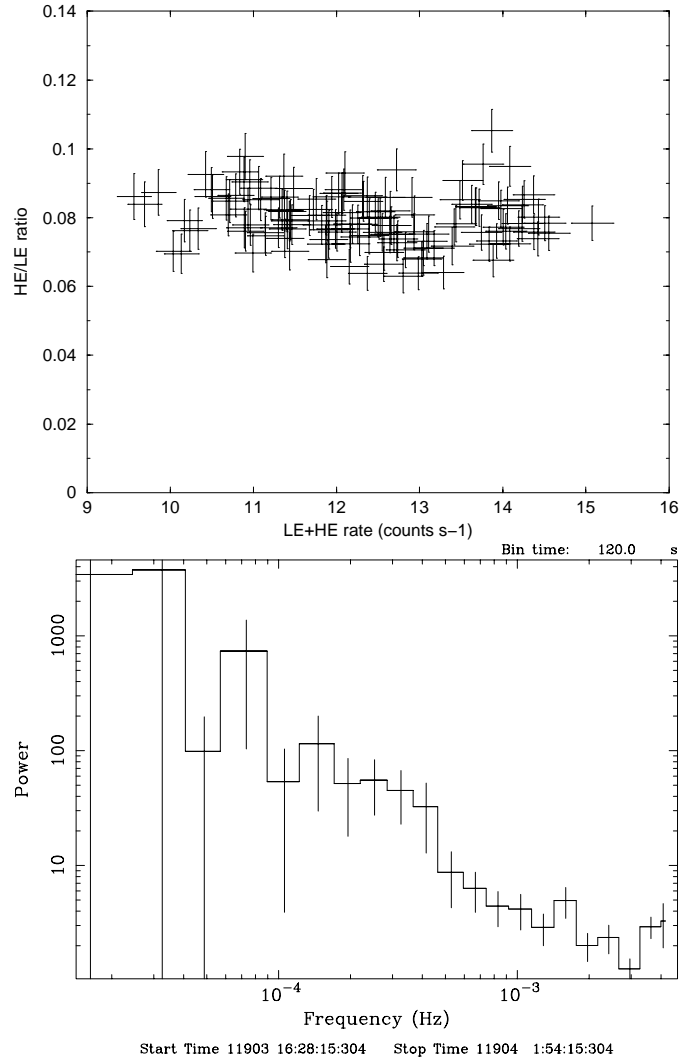 0.14
0.12
0.1
0.08
0.06
0.04
0.02
0
HE/LE ratio
9 10 11 12 13 14 15 16
LE+HE rate (counts s−1)
Bin time: 120.0 s
1000
100
10
Power
10−4 10−3
Frequency (Hz)
Start Time 11903 16:28:15:304 Stop Time 11904 1:54:15:304